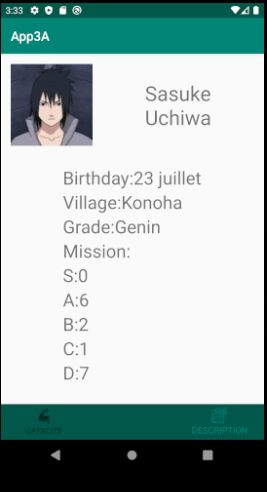 3:33
App3A
Sasuke
Uchiwa
Birthday:23 juillet
Village:Konoha
Grade:Genin
Mission:
S:0
A:6
B:2
C:1
D:7
CAPACITÉ
DESCRIPTION